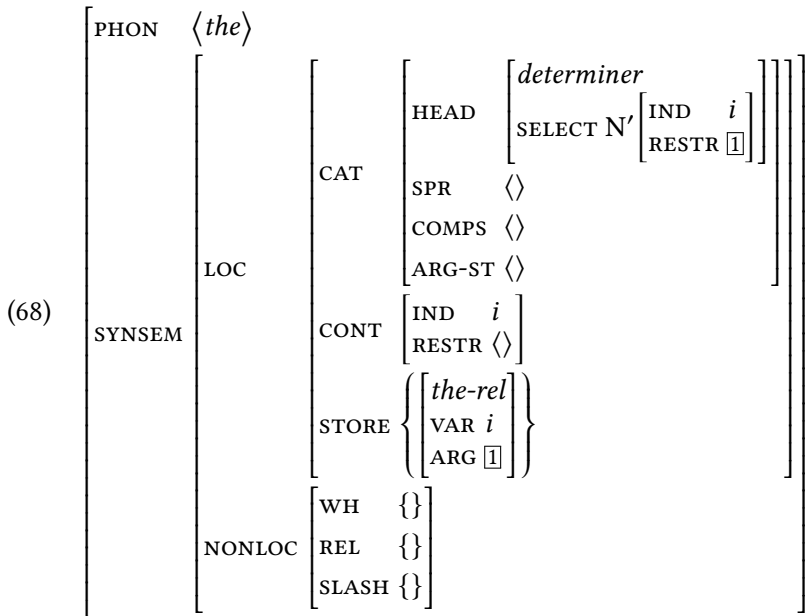 PHON ⟨the⟩
determiner
HEAD SELECT N′ IND i
RESTR 1
CAT
SPR ⟨⟩
COMPS ⟨⟩
LOC ARG-ST ⟨⟩
(68)
SYNSEM CONT IND i
RESTR ⟨⟩
the-rel
STORE VAR i
ARG 1
WH {}
NONLOC REL {}
SLASH {}